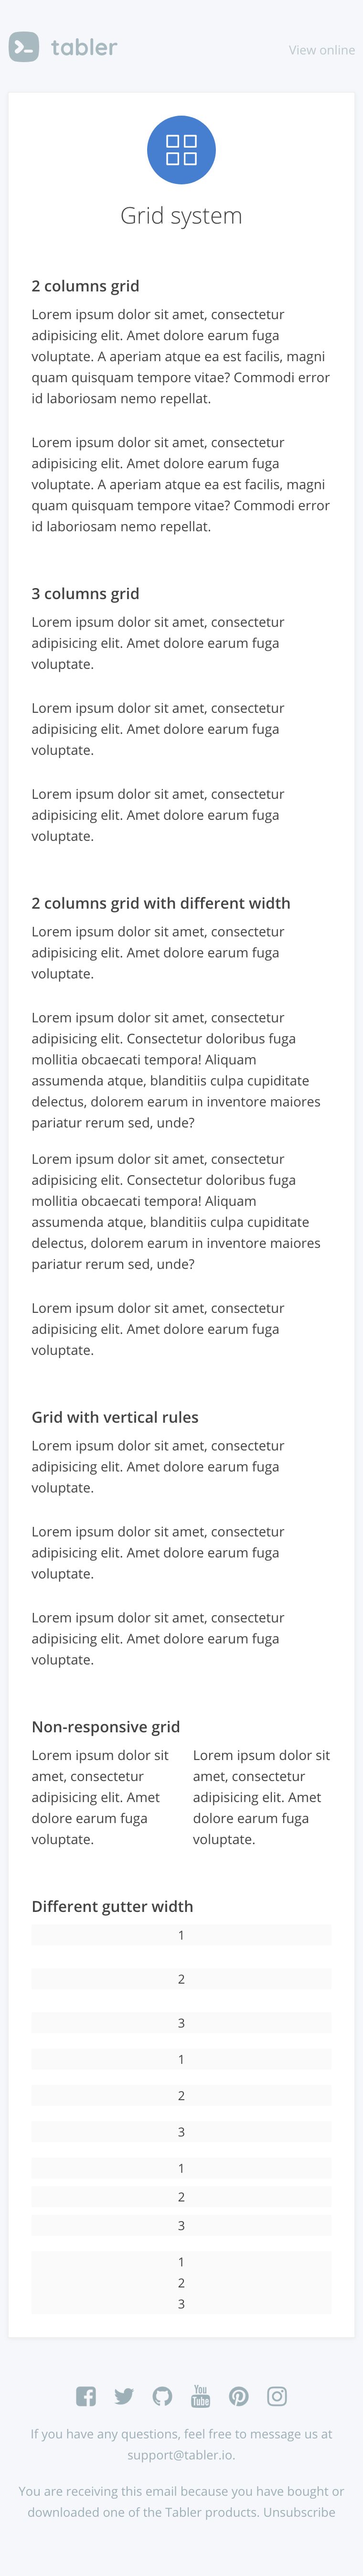 tabler
View online
Grid system
2 columns grid
Lorem ipsum dolor sit amet, consectetur
adipisicing elit. Amet dolore earum fuga
voluptate. A aperiam atque ea est facilis, magni
quam quisquam tempore vitae? Commodi error
id laboriosam nemo repellat.
Lorem ipsum dolor sit amet, consectetur
adipisicing elit. Amet dolore earum fuga
voluptate. A aperiam atque ea est facilis, magni
quam quisquam tempore vitae? Commodi error
id laboriosam nemo repellat.
3 columns grid
Lorem ipsum dolor sit amet, consectetur
adipisicing elit. Amet dolore earum fuga
voluptate.
Lorem ipsum dolor sit amet, consectetur
adipisicing elit. Amet dolore earum fuga
voluptate.
Lorem ipsum dolor sit amet, consectetur
adipisicing elit. Amet dolore earum fuga
voluptate.
2 columns grid with different width
Lorem ipsum dolor sit amet, consectetur
adipisicing elit. Amet dolore earum fuga
voluptate.
Lorem ipsum dolor sit amet, consectetur
adipisicing elit. Consectetur doloribus fuga
mollitia obcaecati tempora! Aliquam
assumenda atque, blanditiis culpa cupiditate
delectus, dolorem earum in inventore maiores
pariatur rerum sed, unde?
Lorem ipsum dolor sit amet, consectetur
adipisicing elit. Consectetur doloribus fuga
mollitia obcaecati tempora! Aliquam
assumenda atque, blanditiis culpa cupiditate
delectus, dolorem earum in inventore maiores
pariatur rerum sed, unde?
Lorem ipsum dolor sit amet, consectetur
adipisicing elit. Amet dolore earum fuga
voluptate.
Grid with vertical rules
Lorem ipsum dolor sit amet, consectetur
adipisicing elit. Amet dolore earum fuga
voluptate.
Lorem ipsum dolor sit amet, consectetur
adipisicing elit. Amet dolore earum fuga
voluptate.
Lorem ipsum dolor sit amet, consectetur
adipisicing elit. Amet dolore earum fuga
voluptate.
Non-responsive grid
Lorem ipsum dolor sit
amet, consectetur
adipisicing elit. Amet
dolore earum fuga
voluptate.
Lorem ipsum dolor sit
amet, consectetur
adipisicing elit. Amet
dolore earum fuga
voluptate.
Different gutter width
1
2
3
1
2
3
1
2
3
1
2
3
You
Tube
If you have any questions, feel free to message us at
support@tabler.io.
You are receiving this email because you have bought or
downloaded one of the Tabler products. Unsubscribe